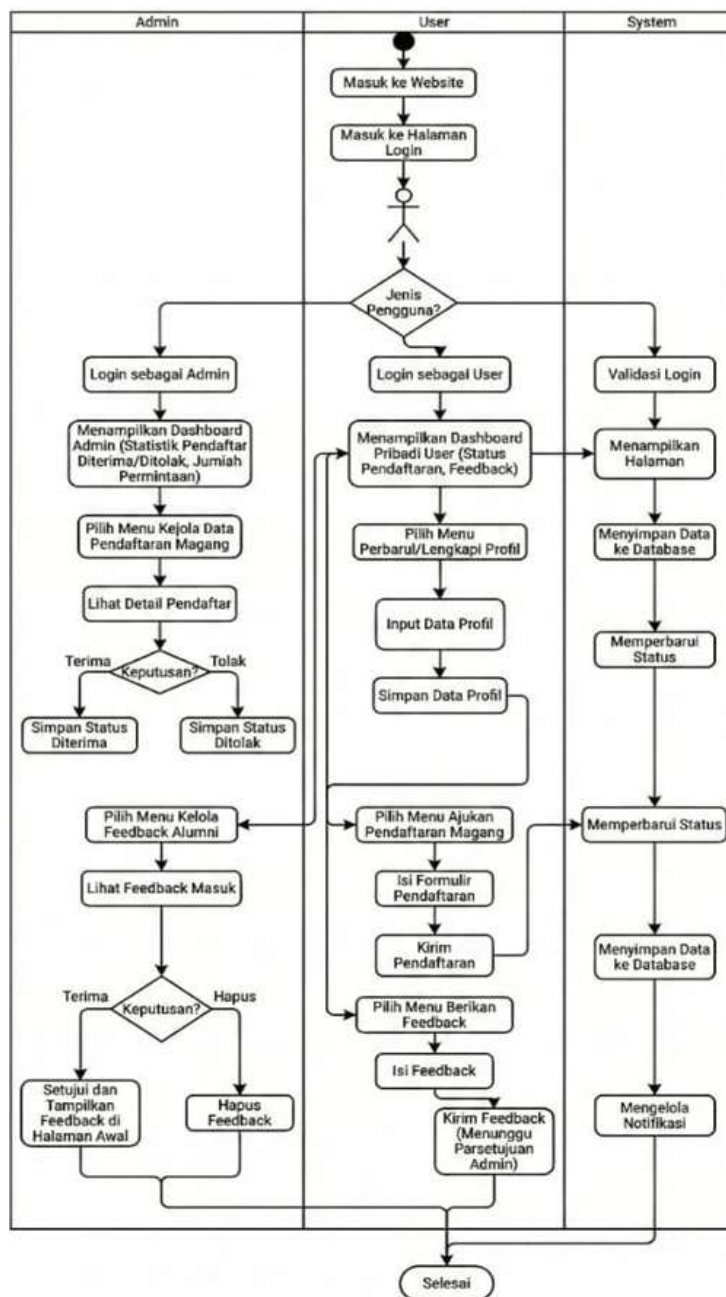 Admin
User
System
Masuk ke Website
Masuk ke Halaman
Login
Jenis
Pengguna?
Login sebagai Admin
Login sebagai User
Validasi Login
Menampilkan Dashboard
Admin (Statistik Pendaftar
Diterima/Ditolak, Jumiah
Permintaan)
Menampilkan Dashboard
Pribadi User (Status
Pendaftaran, Feedback)
Menampilkan
Halaman
Pilih Menu Kejola Data
Pendaftaran Magang
Pilih Menu
Perbarul/Lengkapi Profil
Menyimpan Data
ke Database
Lihat Detail Pendaftar
Input Data Profil
Memperbarui
Status
Terima
Keputusan?
Tolak
Simpan Data Profil
Simpan Status
Diterima
Simpan Status
Ditolak
Pilih Menu Kelola
Feedback Alumni
Pilih Menu Ajukan
Pendaftaran Magang
Memperbarui Status
Lihat Feedback Masuk
Isi Formulir
Pendaftaran
Kirim
Pendaftaran
Menyimpan Data
ke Database
Terima
Keputusan?
Hapus
Pilih Menu Berikan
Feedback
Isi Feedback
Setujui dan
Tampilkan
Feedback di
Halaman Awal
Hapus
Feedback
Kirim Feedback
(Menunggu
Parsetujuan
Admin)
Mengelola
Notifikasi
Selesai